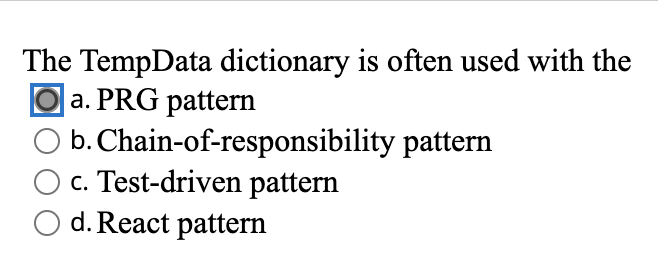 The TempData dictionary is often used with the
a. PRG pattern
b. Chain-of-responsibility pattern
c. Test-driven pattern
d. React pattern